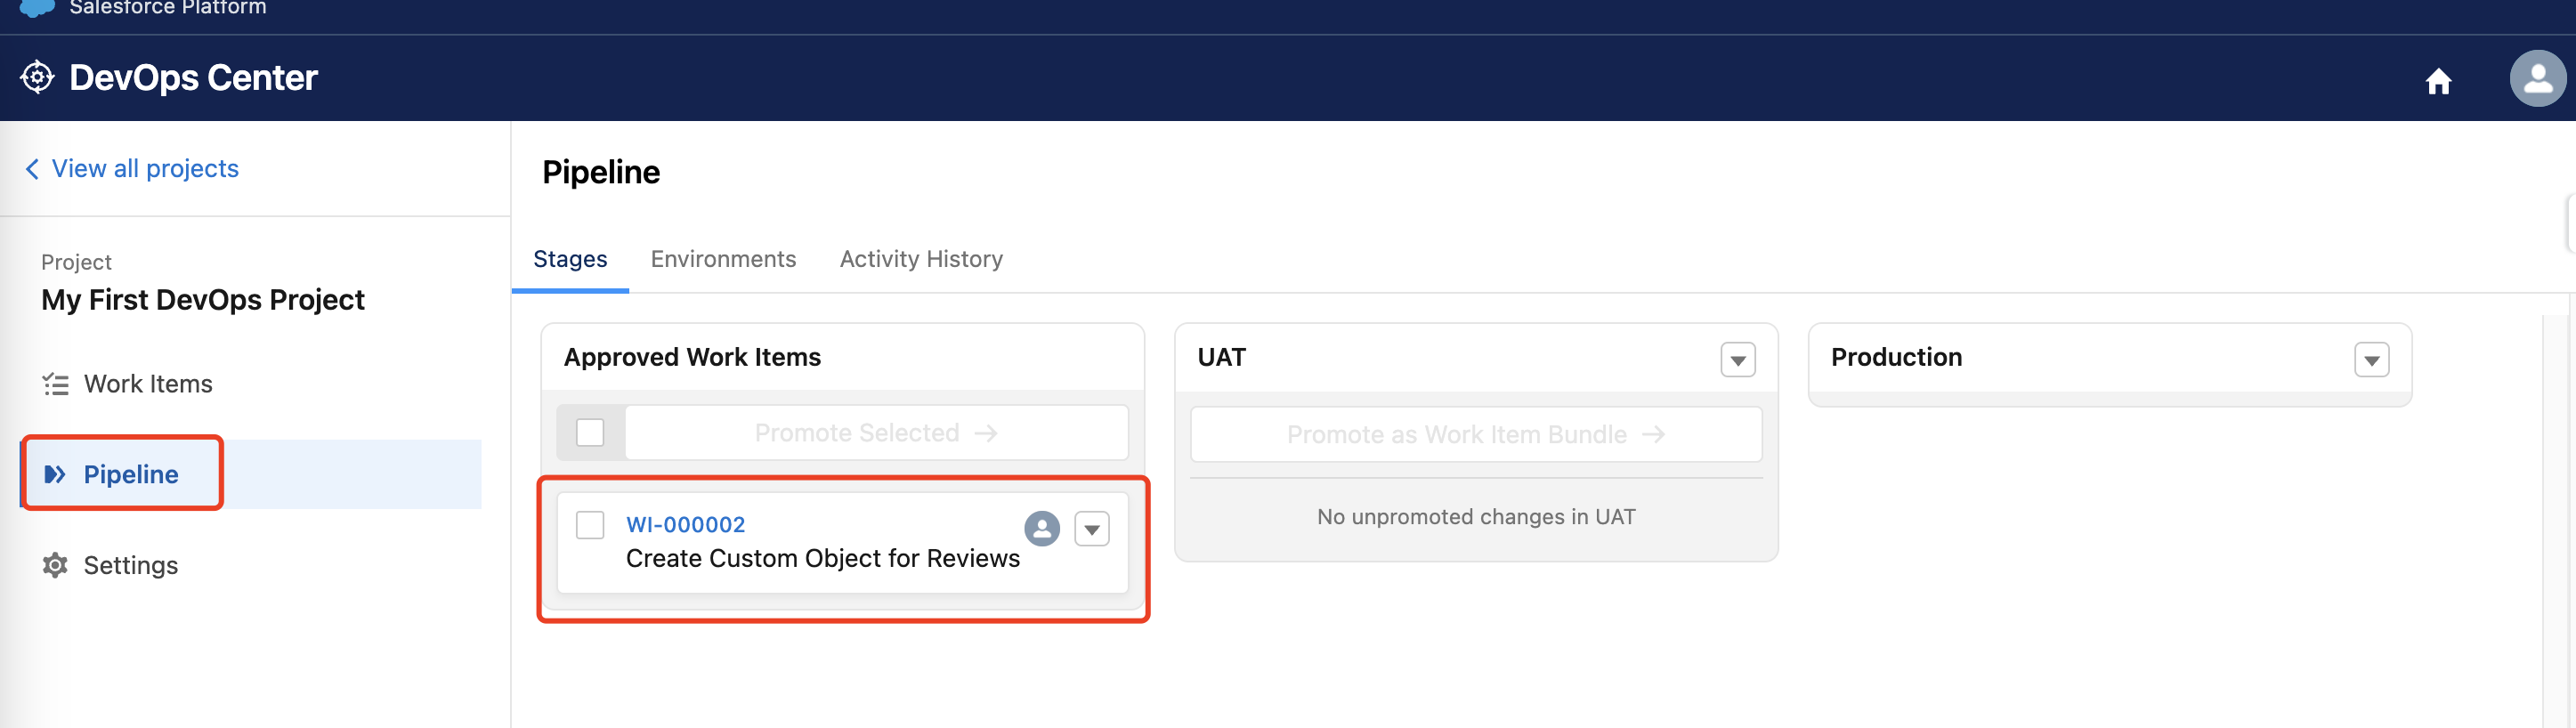 Salesforce Platform
DevOps Center
View all projects
Project
My First DevOps Project
Work Items
Pipeline
Settings
Pipeline
Stages
Environments
Activity History
Approved Work Items
Promote Selected
WI-000002
Create Custom Object for Reviews
UAT
Promote as Work Item Bundle
No unpromoted changes in UAT
Production